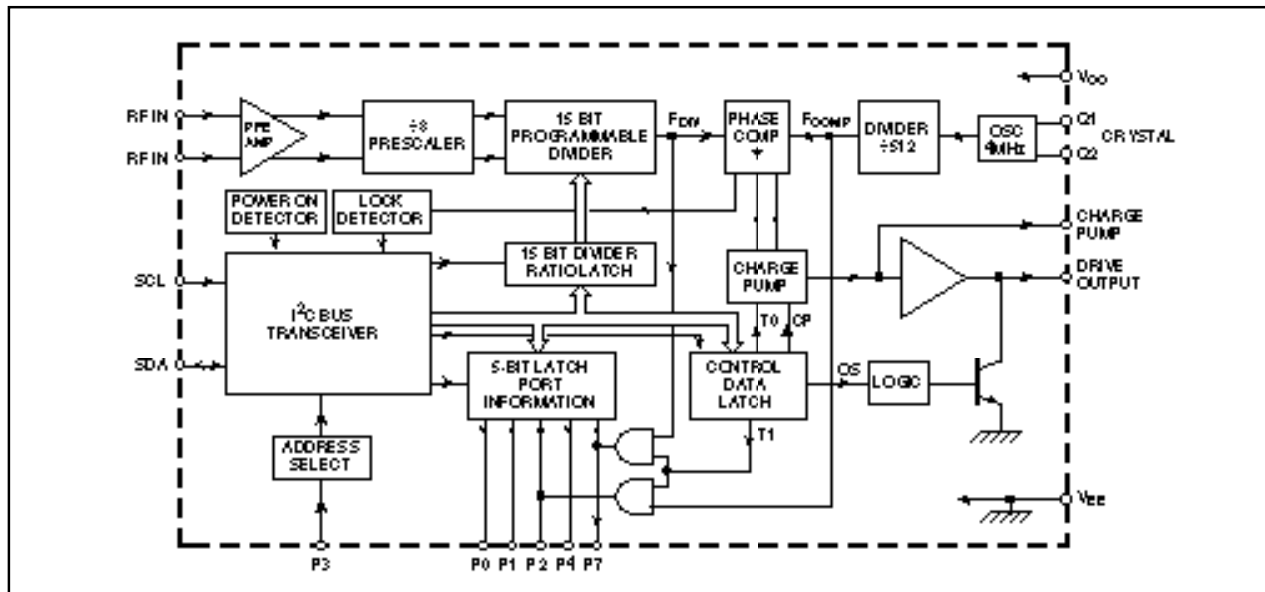 RF IN
RF IN
PRE
AMP
÷8
PRESCALER
15 BIT
PROGRAMMABLE
DIVIDER
FDIV
PHASE
COMP
FCOMP
DIVIDER
÷512
OSC
4MHz
VCC
Q1
CRYSTAL
Q2
POWER ON
DETECTOR
LOCK
DETECTOR
15 BIT DIVIDER
RATIO LATCH
CHARGE
PUMP
CHARGE
PUMP
DRIVE
OUTPUT
SCL
SDA
I²C BUS
TRANSCEIVER
T0
CP
5-BIT LATCH
PORT
INFORMATION
CONTROL
DATA
LATCH
OS
LOGIC
T1
ADDRESS
SELECT
VEE
P3
P0
P1
P2
P4
P7